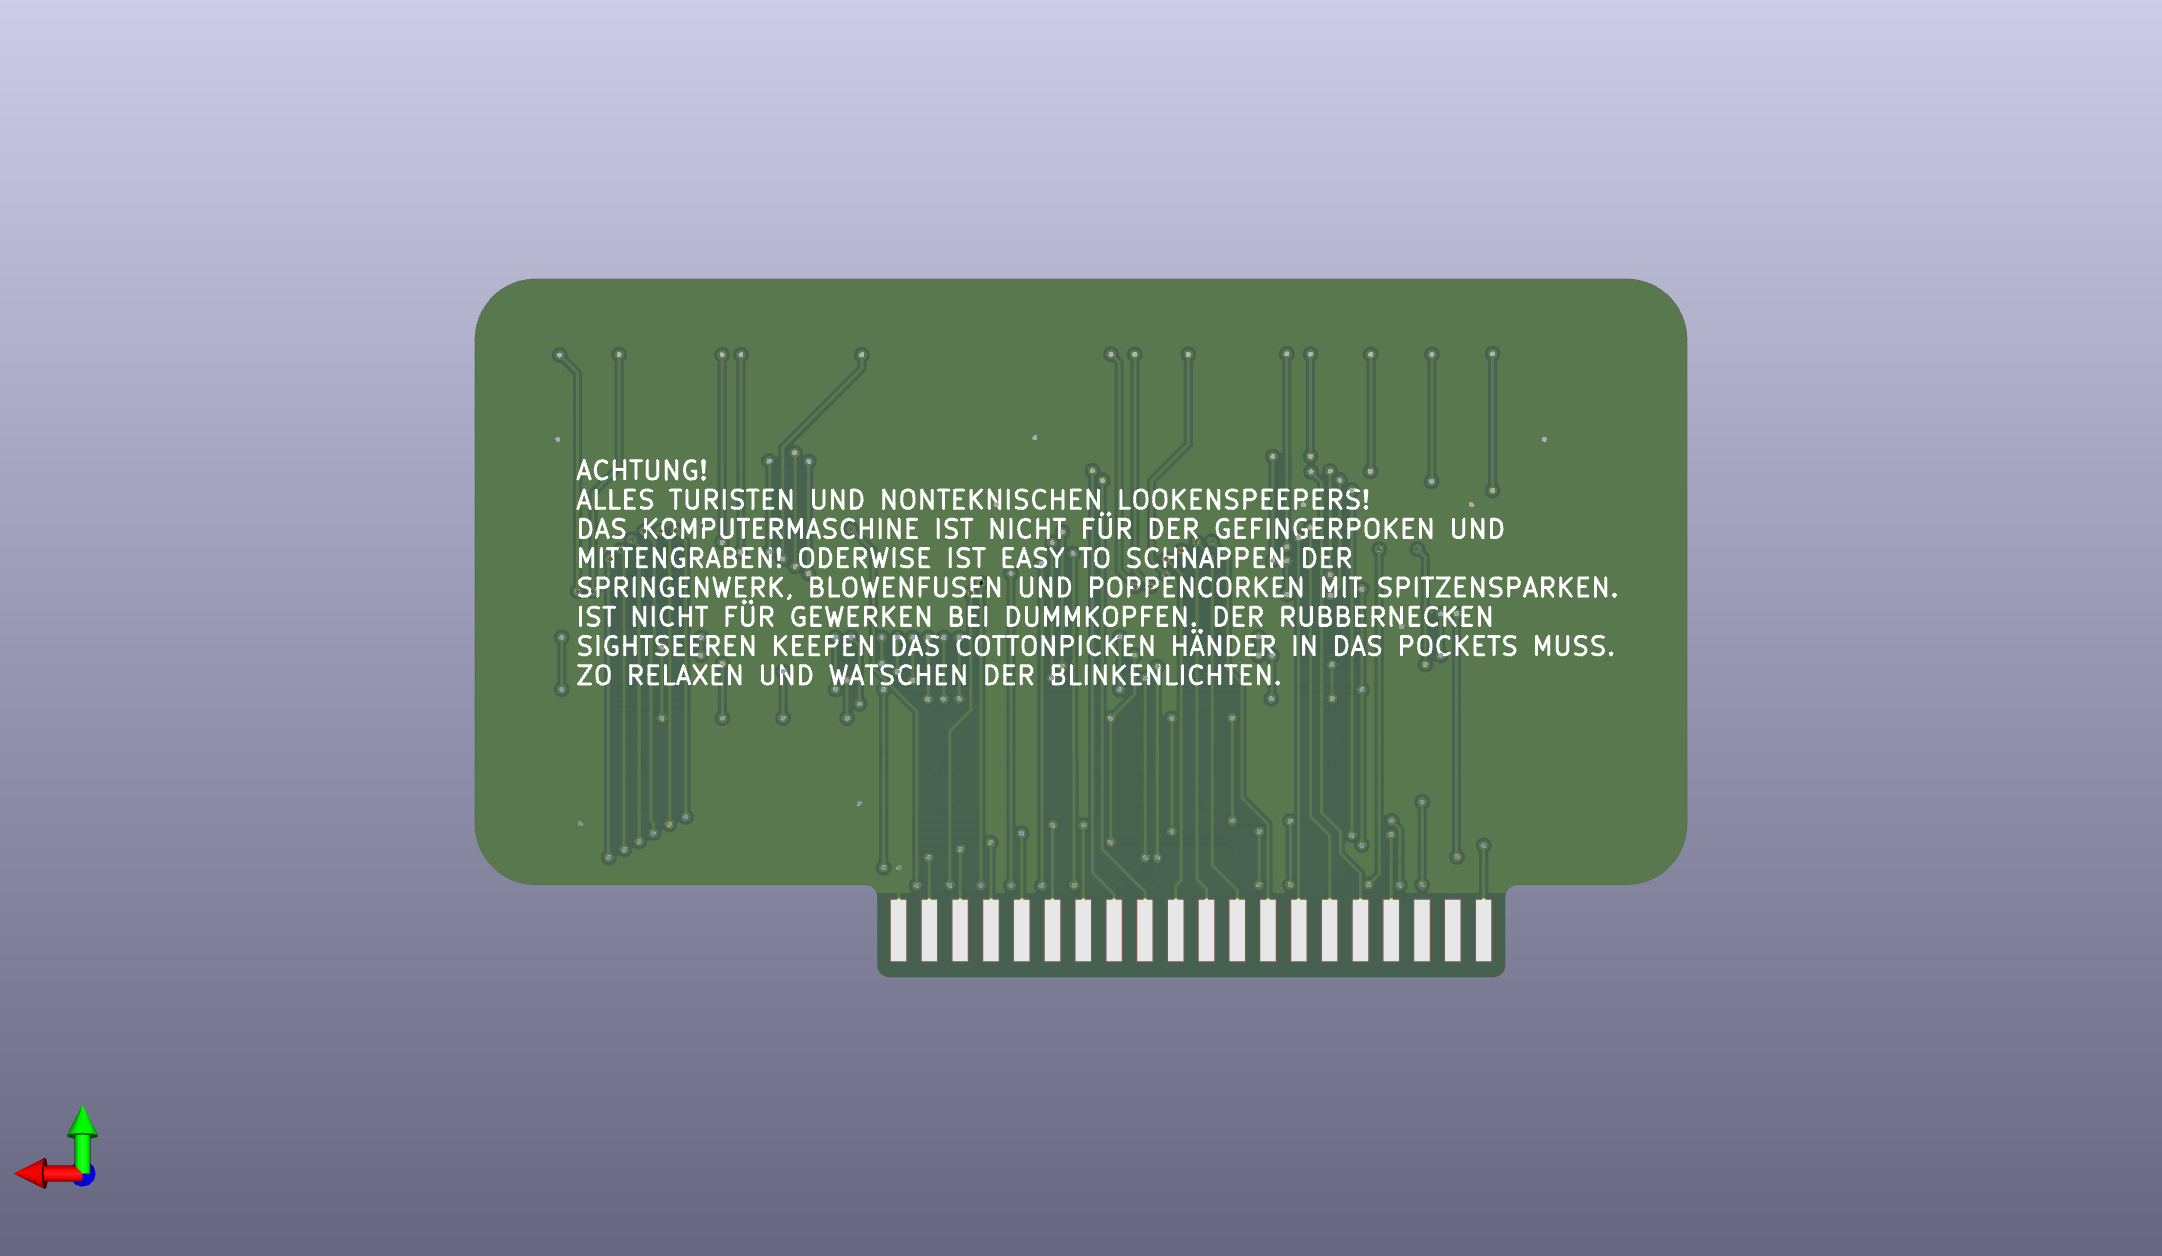 ACHTUNG!
ALLES TURISTEN UND NONTEKNISCHEN LOOKENSPEEPERS!
DAS KOMPUTERMASCHINE IST NICHT FÜR DER GEFINGERPOKEN UND
MITTENGRABEN! ODERWISE IST EASY TO SCHNAPPEN DER
SPRINGENWERK, BLOWENFUSEN UND POPPENCORKEN MIT SPITZENSPARKEN.
IST NICHT FÜR GEWERKEN BEI DUMMKOPFEN. DER RUBBERNECKEN
SIGHTSEEREN KEEPEN DAS COTTONPICKEN HÄNDER IN DAS POCKETS MUSS.
ZO RELAXEN UND WATSCHEN DER BLINKENLICHTEN.